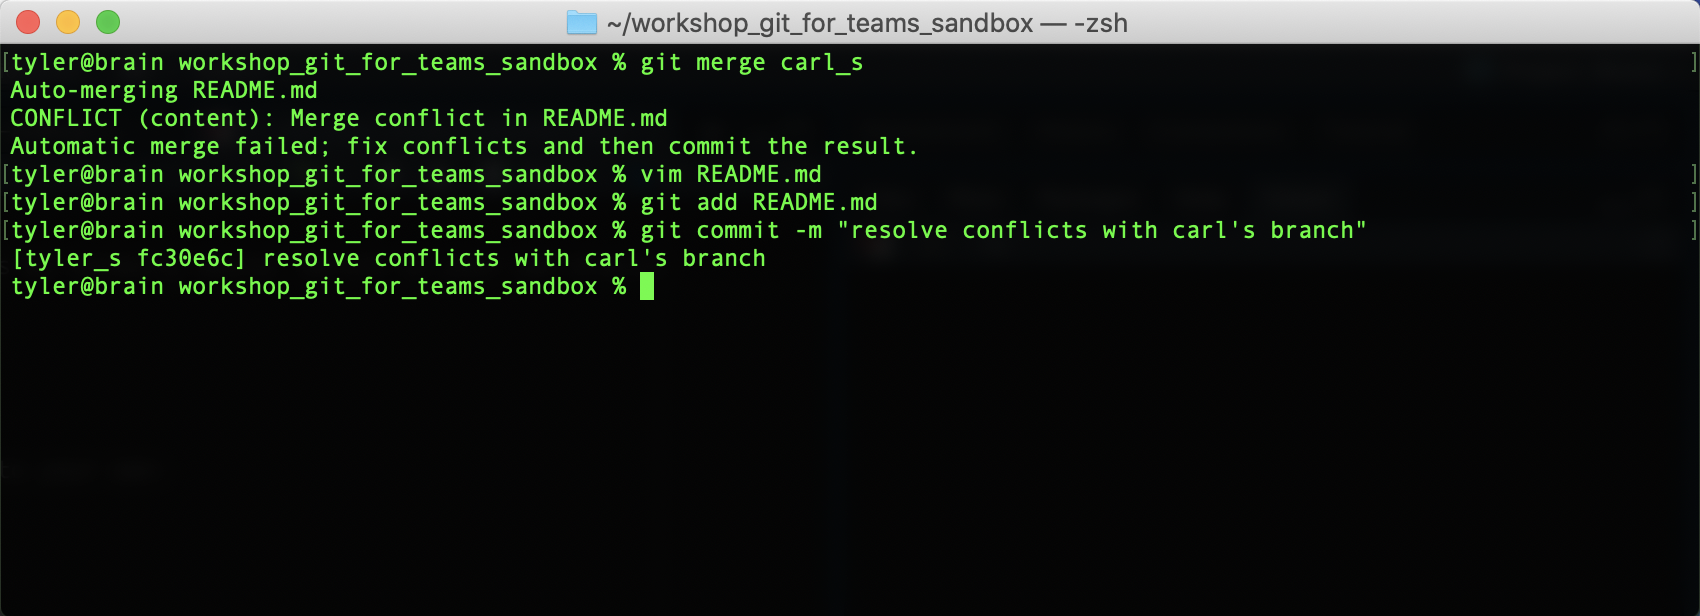 ~/workshop_git_for_teams_sandbox — -zsh
[tyler@brain workshop_git_for_teams_sandbox % git merge carl_s ]
Auto-merging README.md
CONFLICT (content): Merge conflict in README.md
Automatic merge failed; fix conflicts and then commit the result.
[tyler@brain workshop_git_for_teams_sandbox % vim README.md ]
[tyler@brain workshop_git_for_teams_sandbox % git add README.md ]
[tyler@brain workshop_git_for_teams_sandbox % git commit -m "resolve conflicts with carl's branch" ]
[tyler_s fc30e6c] resolve conflicts with carl's branch
tyler@brain workshop_git_for_teams_sandbox %